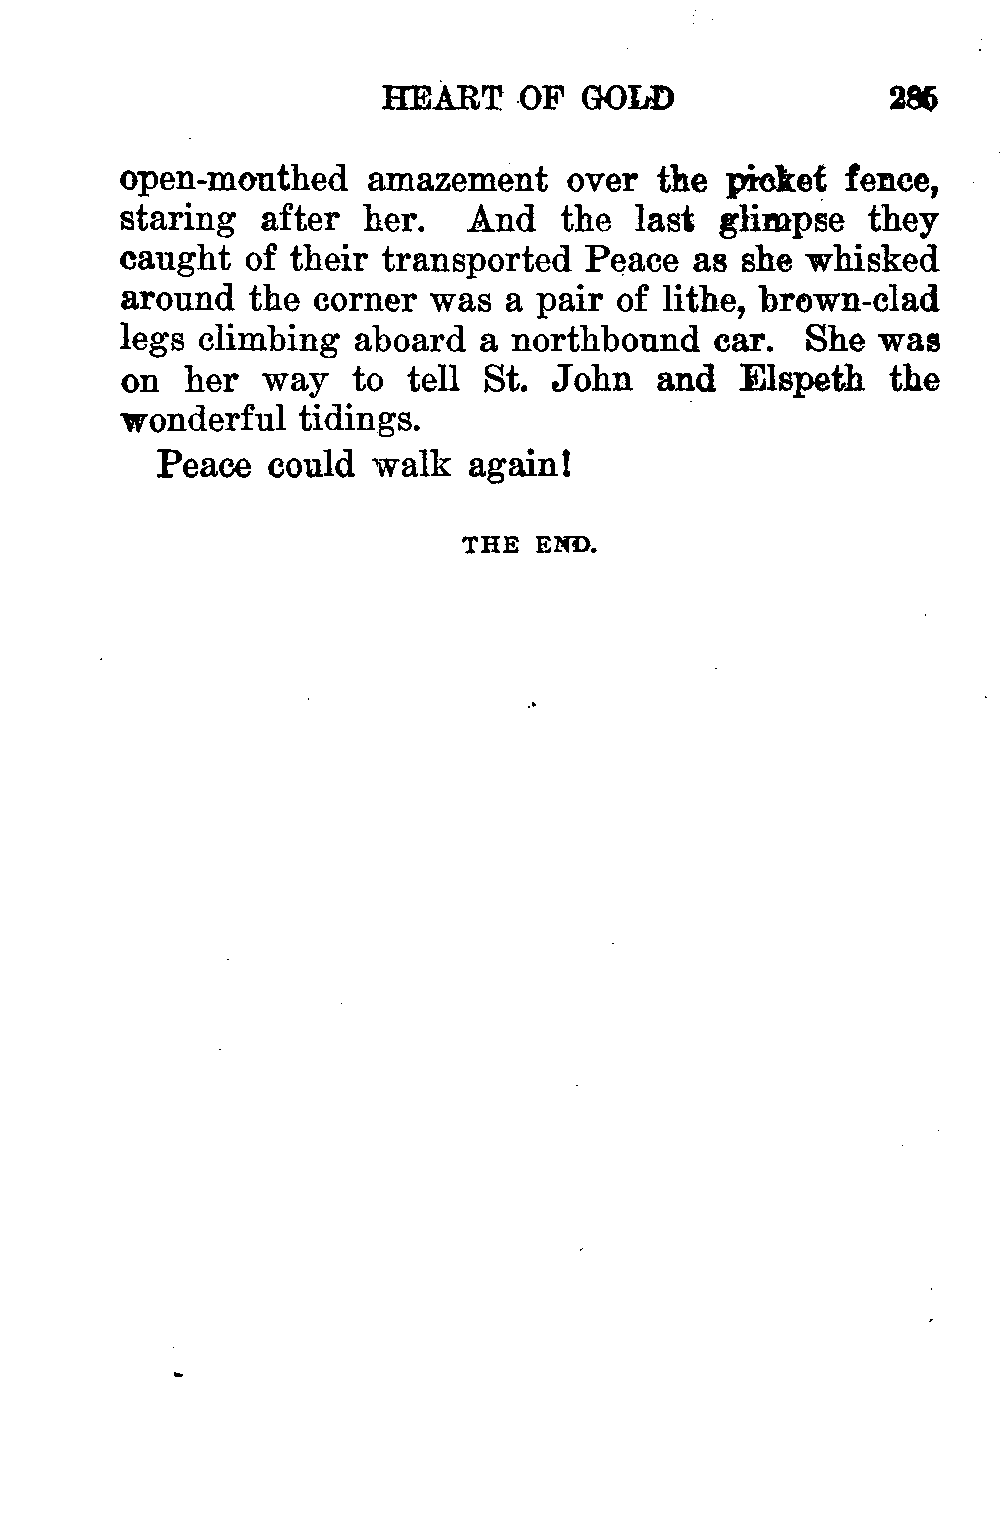 HEART OF GOLD 285
open-mouthed amazement over the picket fence,
staring after her. And the last glimpse they
caught of their transported Peace as she whisked
around the corner was a pair of lithe, brown-clad
legs climbing aboard a northbound car. She was
on her way to tell St. John and Elspeth the
wonderful tidings.
Peace could walk again!
THE END.